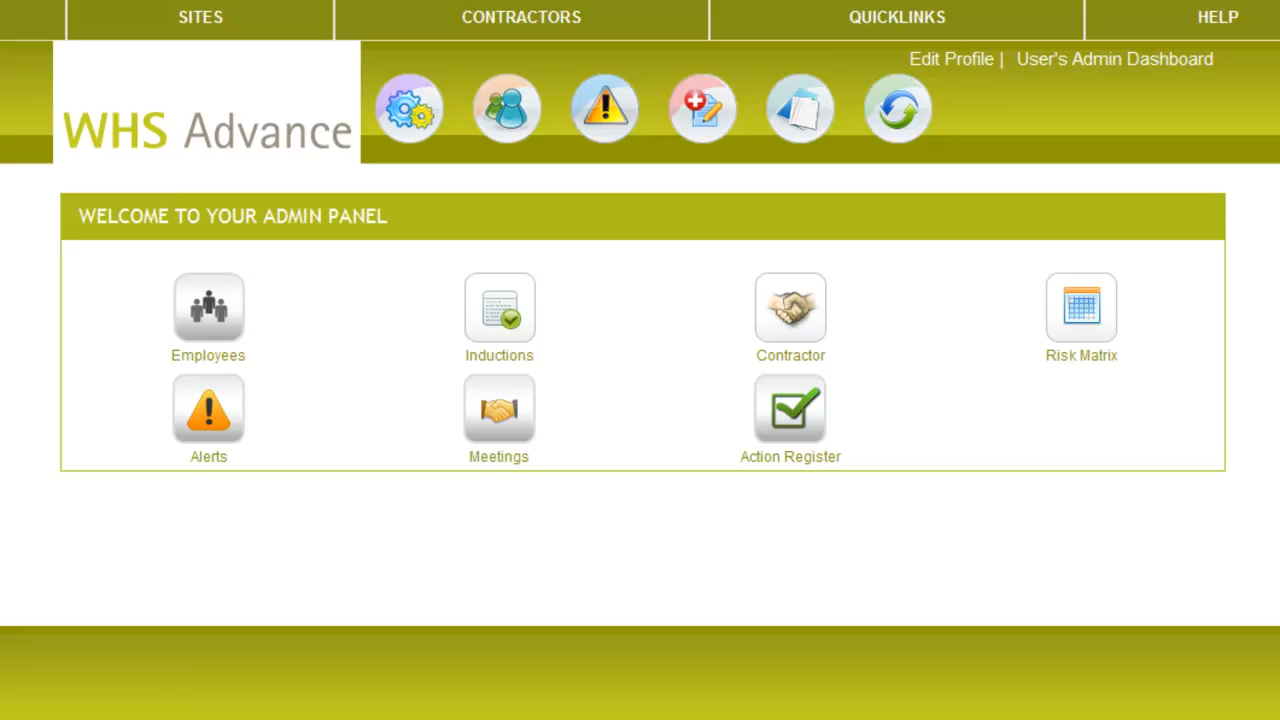 SITES CONTRACTORS QUICKLINKS HELP
Edit Profile | User's Admin Dashboard
WHS Advance
WELCOME TO YOUR ADMIN PANEL
Employees Inductions Contractor Risk Matrix
Alerts Meetings Action Register